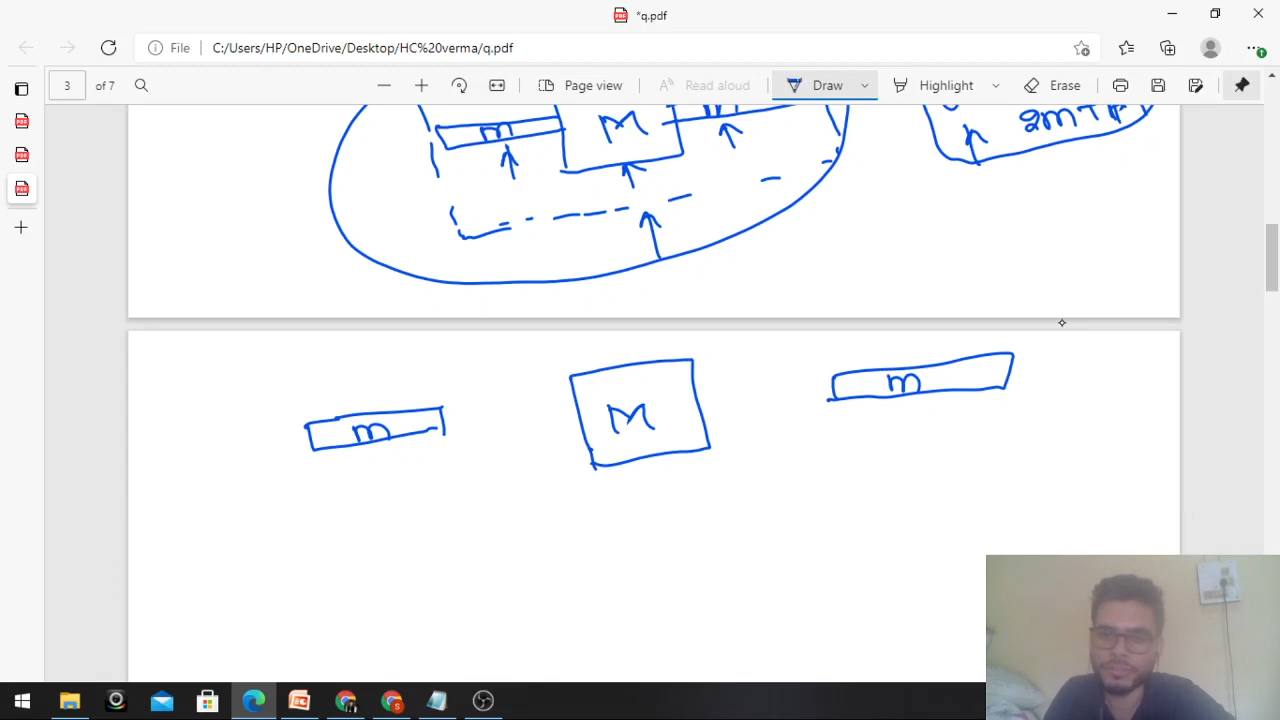 *q.pdf
File C:/Users/HP/OneDrive/Desktop/HC%20verma/q.pdf
3 of 7 Page view Read aloud Draw Highlight Erase
m M m
2m+M
m M m